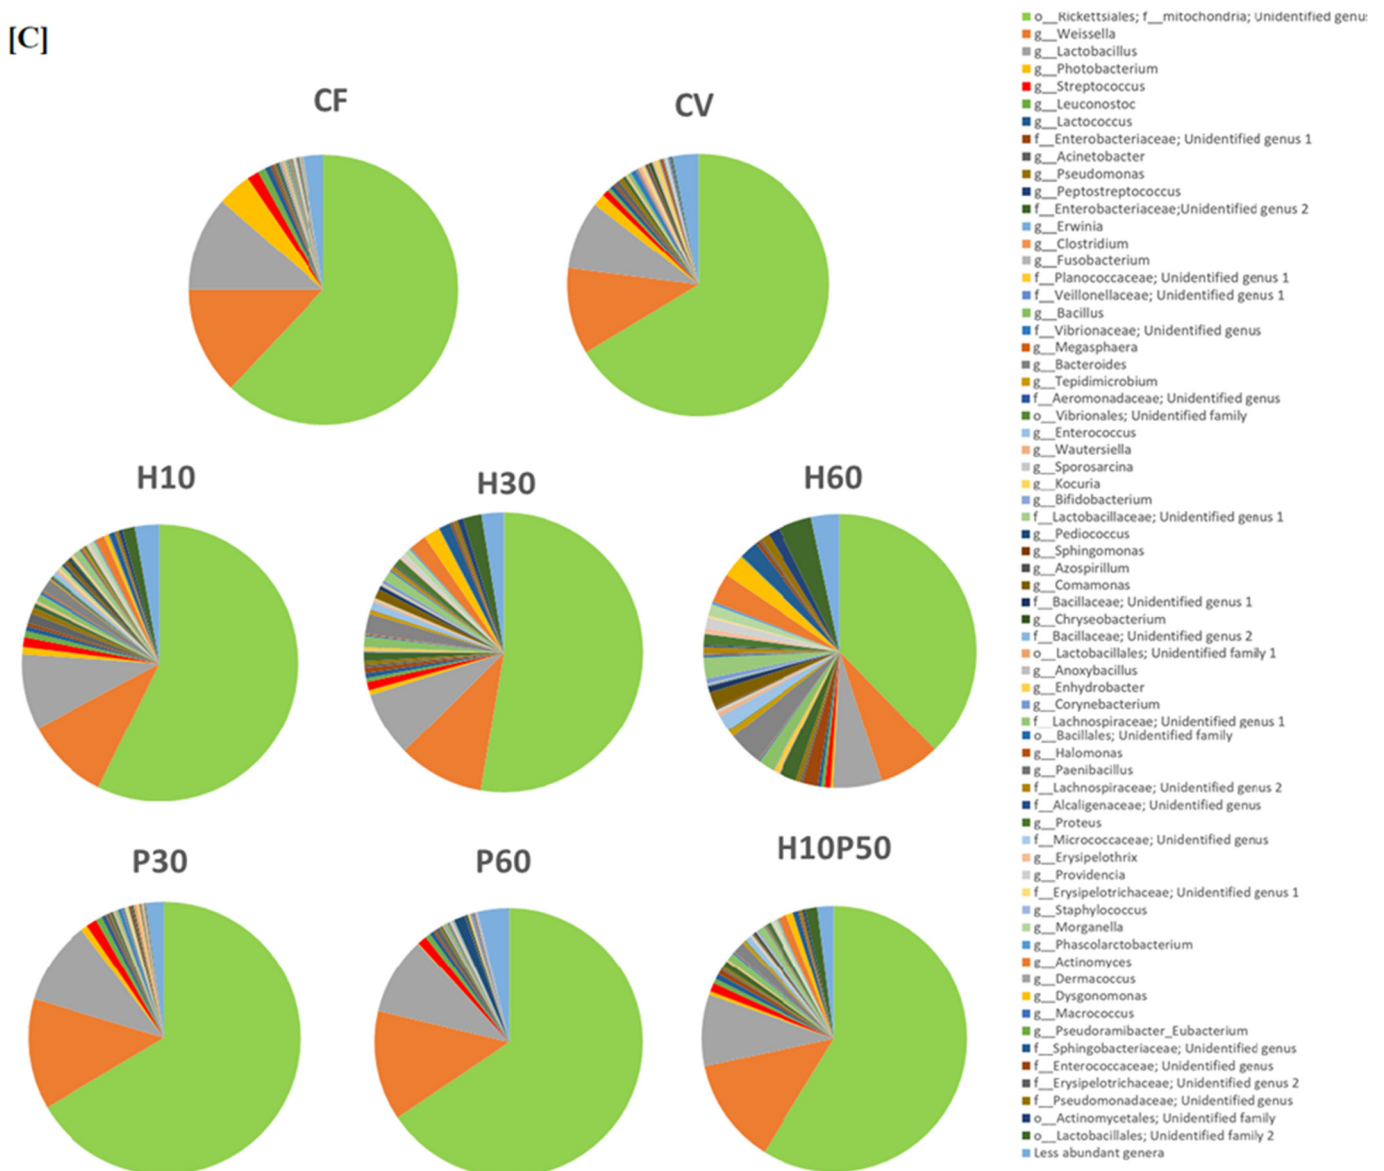 [C]
CF
CV
H10
H30
H60
P30
P60
H10P50
o__Rickettsiales; f__mitochondria; Unidentified genu
g__Weissella
g__Lactobacillus
g__Photobacterium
g__Streptococcus
g__Leuconostoc
g__Lactococcus
f__Enterobacteriaceae; Unidentified genus 1
g__Acinetobacter
g__Pseudomonas
g__Peptostreptococcus
f__Enterobacteriaceae;Unidentified genus 2
g__Erwinia
g__Clostridium
g__Fusobacterium
f__Planococcaceae; Unidentified genus 1
f__Veillonellaceae; Unidentified genus 1
g__Bacillus
f__Vibrionaceae; Unidentified genus
g__Megasphaera
g__Bacteroides
g__Tepidimicrobium
f__Aeromonadaceae; Unidentified genus
o__Vibrionales; Unidentified family
g__Enterococcus
g__Wautersiella
g__Sporosarcina
g__Kocuria
g__Bifidobacterium
f__Lactobacillaceae; Unidentified genus 1
g__Pediococcus
g__Sphingomonas
g__Azospirillum
g__Comamonas
f__Bacillaceae; Unidentified genus 1
g__Chryseobacterium
f__Bacillaceae; Unidentified genus 2
o__Lactobacillales; Unidentified family 1
g__Anoxybacillus
g__Enhydrobacter
g__Corynebacterium
f__Lachnospiraceae; Unidentified genus 1
o__Bacillales; Unidentified family
g__Halomonas
g__Paenibacillus
f__Lachnospiraceae; Unidentified genus 2
f__Alcaligenaceae; Unidentified genus
g__Proteus
f__Micrococcaceae; Unidentified genus
g__Erysipelothrix
g__Providencia
f__Erysipelotrichaceae; Unidentified genus 1
g__Staphylococcus
g__Morganella
g__Phascolarctobacterium
g__Actinomyces
g__Dermacoccus
g__Dysgonomonas
g__Macrococcus
g__Pseudoramibacter_Eubacterium
f__Sphingobacteriaceae; Unidentified genus
f__Enterococcaceae; Unidentified genus
f__Erysipelotrichaceae; Unidentified genus 2
f__Pseudomonadaceae; Unidentified genus
o__Actinomycetales; Unidentified family
o__Lactobacillales; Unidentified family 2
Less abundant genera